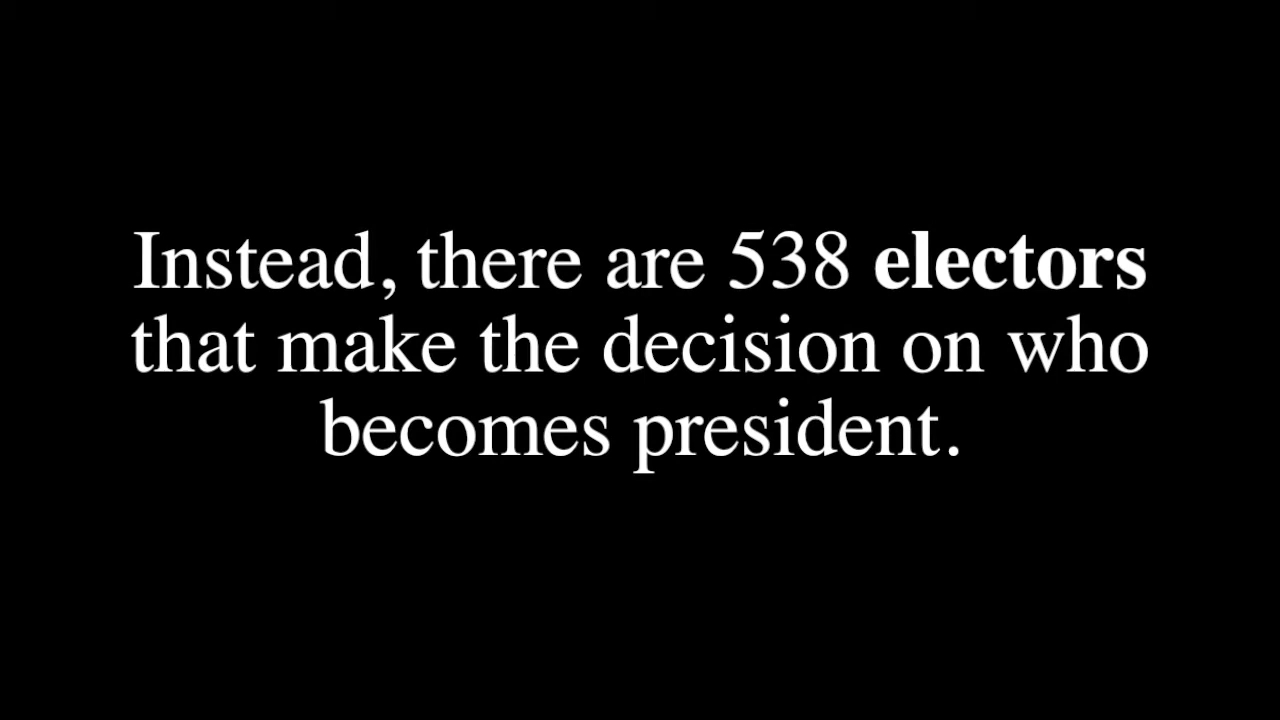 Instead, there are 538 electors
that make the decision on who
becomes president.